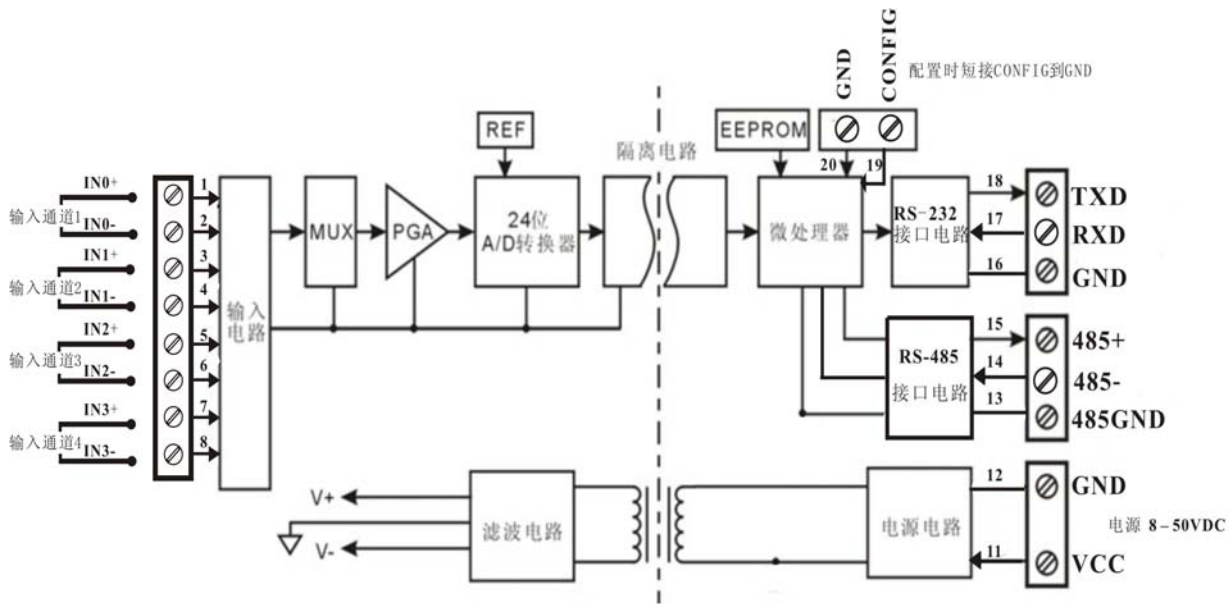 GND
CONFIG
配置时短接CONFIG到GND
REF
EEPROM
隔离电路
20
19
IN0+
输入通道1
IN0-
IN1+
输入通道2
IN1-
IN2+
输入通道3
IN2-
IN3+
输入通道4
IN3-
1
2
3
4
5
6
7
8
输入
电路
MUX
PGA
24位
A/D转换器
微处理器
RS-232
接口电路
18
TXD
17
RXD
16
GND
RS-485
接口电路
15
485+
14
485-
13
485GND
V+
V-
滤波电路
电源电路
12
GND
电源 8-50VDC
11
VCC